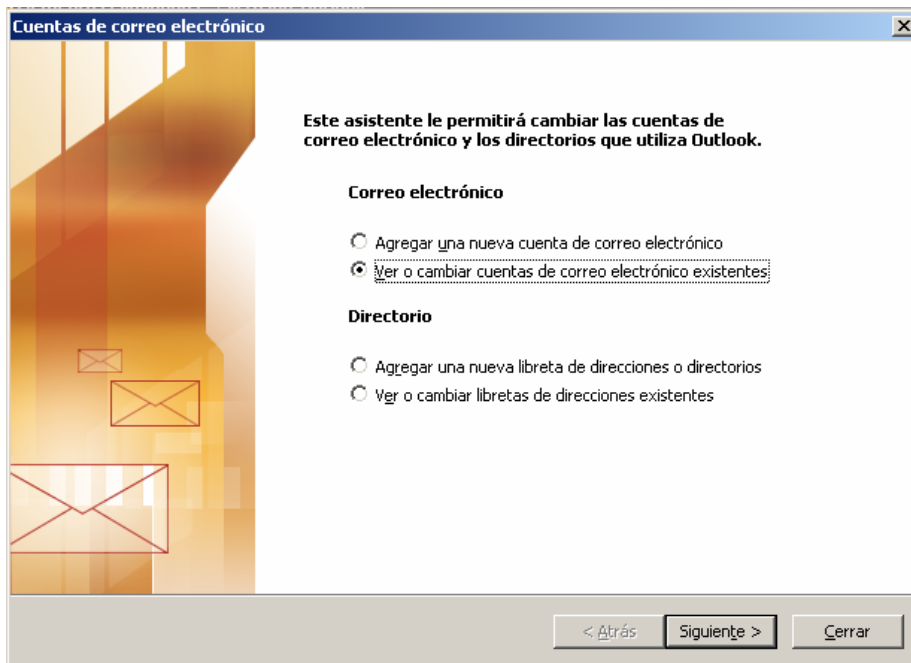 Cuentas de correo electrónico
Este asistente le permitirá cambiar las cuentas de
correo electrónico y los directorios que utiliza Outlook.
Correo electrónico
Agregar una nueva cuenta de correo electrónico
Ver o cambiar cuentas de correo electrónico existentes
Directorio
Agregar una nueva libreta de direcciones o directorios
Ver o cambiar libretas de direcciones existentes
< Atrás
Siguiente >
Cerrar